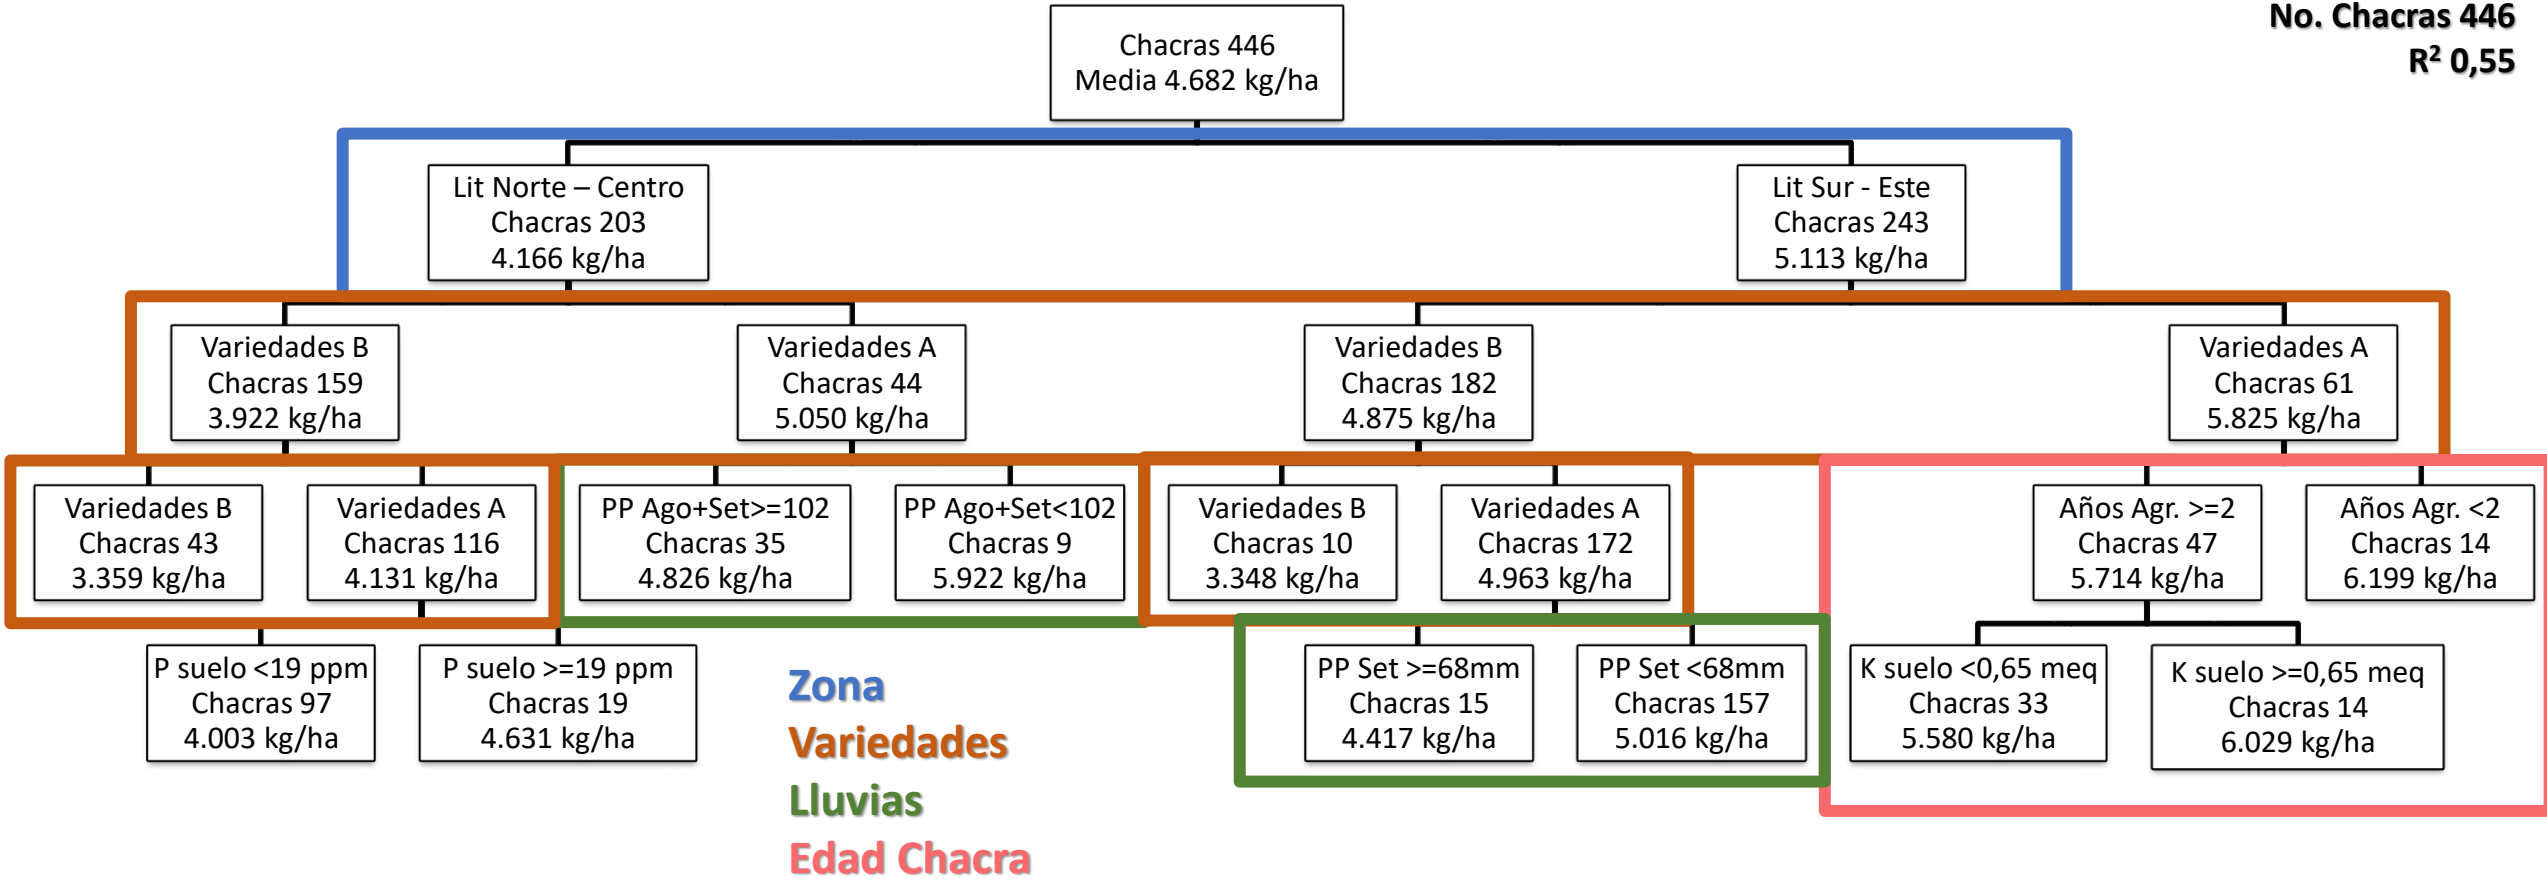 No. Chacras 446
R² 0,55
Chacras 446
Media 4.682 kg/ha
Lit Norte – Centro
Chacras 203
4.166 kg/ha
Lit Sur - Este
Chacras 243
5.113 kg/ha
Variedades B
Chacras 159
3.922 kg/ha
Variedades A
Chacras 44
5.050 kg/ha
Variedades B
Chacras 182
4.875 kg/ha
Variedades A
Chacras 61
5.825 kg/ha
Variedades B
Chacras 43
3.359 kg/ha
Variedades A
Chacras 116
4.131 kg/ha
PP Ago+Set>=102
Chacras 35
4.826 kg/ha
PP Ago+Set<102
Chacras 9
5.922 kg/ha
Variedades B
Chacras 10
3.348 kg/ha
Variedades A
Chacras 172
4.963 kg/ha
Años Agr. >=2
Chacras 47
5.714 kg/ha
Años Agr. <2
Chacras 14
6.199 kg/ha
P suelo <19 ppm
Chacras 97
4.003 kg/ha
P suelo >=19 ppm
Chacras 19
4.631 kg/ha
PP Set >=68mm
Chacras 15
4.417 kg/ha
PP Set <68mm
Chacras 157
5.016 kg/ha
K suelo <0,65 meq
Chacras 33
5.580 kg/ha
K suelo >=0,65 meq
Chacras 14
6.029 kg/ha
Zona
Variedades
Lluvias
Edad Chacra